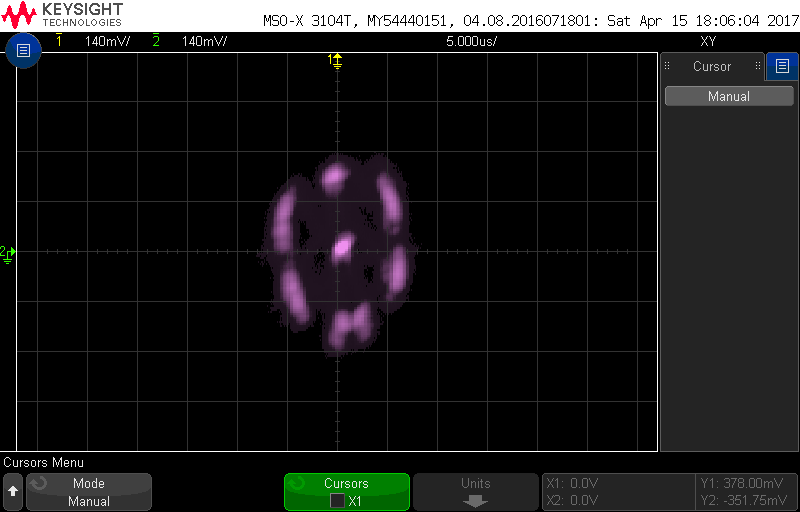 KEYSIGHT
TECHNOLOGIES
MSO-X 3104T, MY54440151, 04.08.2016071801: Sat Apr 15 18:06:04 2017
1 140mV/ 2 140mV/ 5.000us/ XY
1
Cursor
Manual
2
Cursors Menu
Mode
Manual
Cursors
X1
Units
X1: 0.0V
X2: 0.0V
Y1: 378.00mV
Y2: -351.75mV